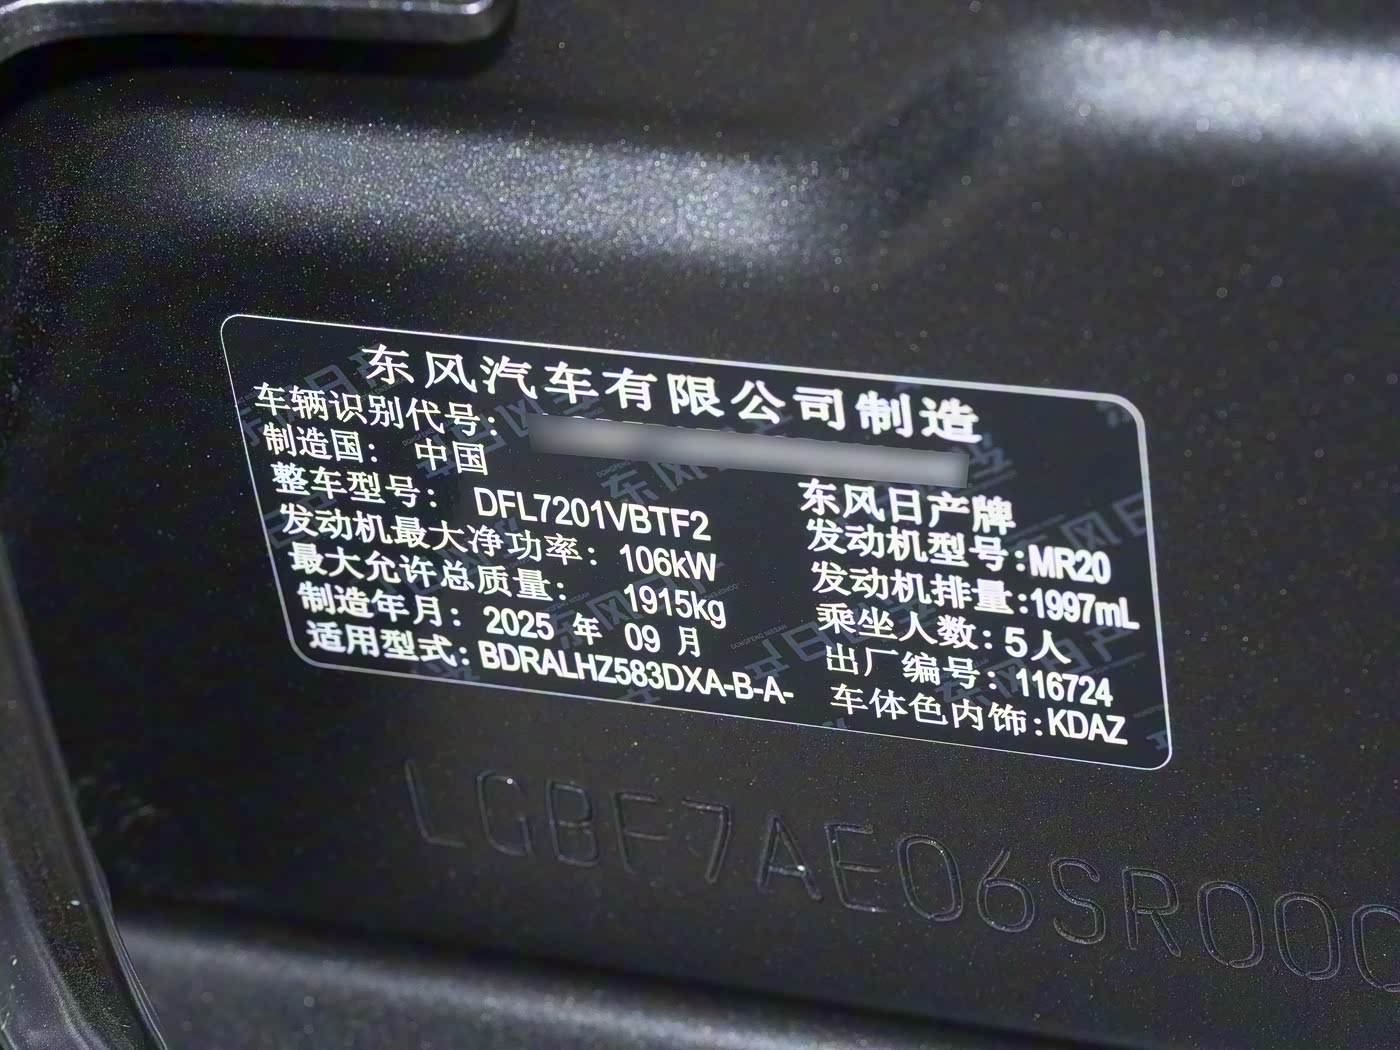 东风汽车有限公司制造
车辆识别代号：
制造国： 中国
东风日产牌
整车型号： DFL7201VBTF2
发动机型号：MR20
发动机最大净功率： 106kW
发动机排量：1997mL
最大允许总质量： 1915kg
乘坐人数：5人
制造年月： 2025 年 09 月
出厂编号：116724
适用型式：BDRALHZ583DXA-B-A-
车体色内饰：KDAZ
LGBF7AE06SR000